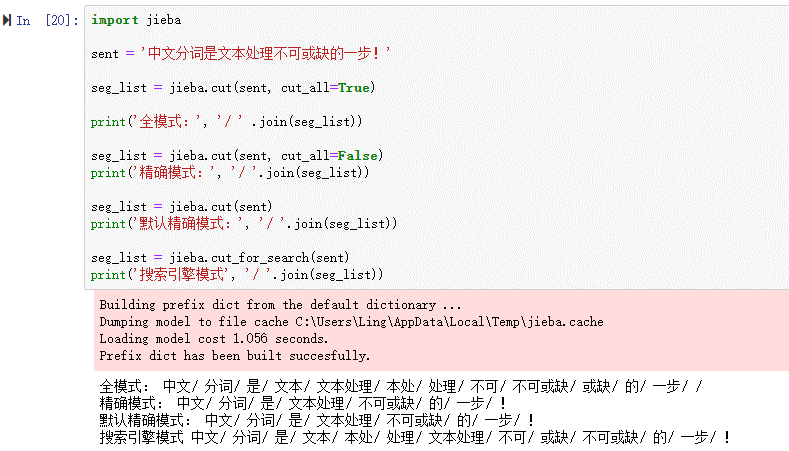 In [20]:
import jieba
sent = '中文分词是文本处理不可或缺的一步！'
seg_list = jieba.cut(sent, cut_all=True)
print('全模式：', '/ ' .join(seg_list))
seg_list = jieba.cut(sent, cut_all=False)
print('精确模式：', '/ '.join(seg_list))
seg_list = jieba.cut(sent)
print('默认精确模式：', '/ '.join(seg_list))
seg_list = jieba.cut_for_search(sent)
print('搜索引擎模式', '/ '.join(seg_list))
Building prefix dict from the default dictionary ...
Dumping model to file cache C:\Users\Ling\AppData\Local\Temp\jieba.cache
Loading model cost 1.056 seconds.
Prefix dict has been built succesfully.
全模式： 中文/ 分词/ 是/ 文本/ 文本处理/ 本处/ 处理/ 不可/ 不可或缺/ 或缺/ 的/ 一步/ /
精确模式： 中文/ 分词/ 是/ 文本处理/ 不可或缺/ 的/ 一步/ ！
默认精确模式： 中文/ 分词/ 是/ 文本处理/ 不可或缺/ 的/ 一步/ ！
搜索引擎模式 中文/ 分词/ 是/ 文本/ 本处/ 处理/ 文本处理/ 不可/ 或缺/ 不可或缺/ 的/ 一步/ ！